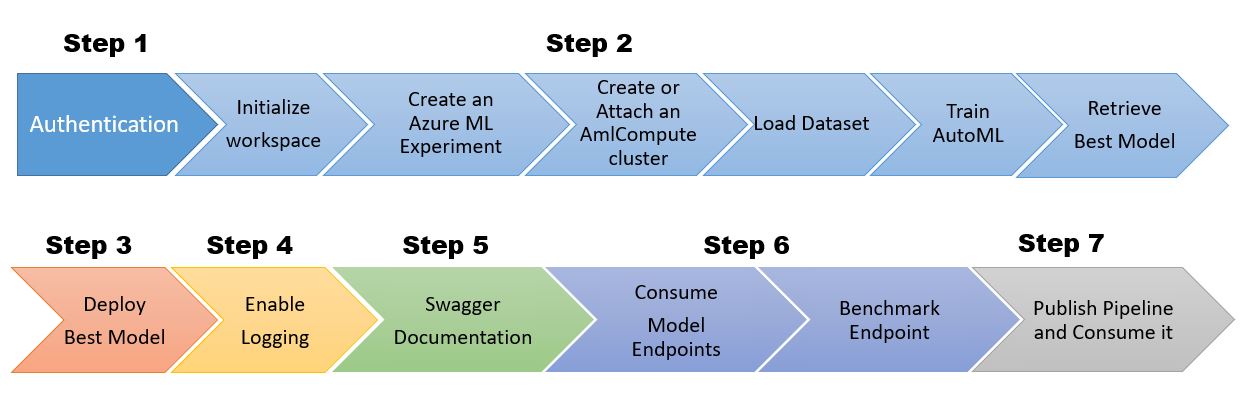 Step 1
Step 2
Authentication
Initialize
workspace
Create an
Azure ML
Experiment
Create or
Attach an
AmlCompute
cluster
Load Dataset
Train
AutoML
Retrieve
Best Model
Step 3
Step 4
Step 5
Step 6
Step 7
Deploy
Best Model
Enable
Logging
Swagger
Documentation
Consume
Model
Endpoints
Benchmark
Endpoint
Publish Pipeline
and Consume it